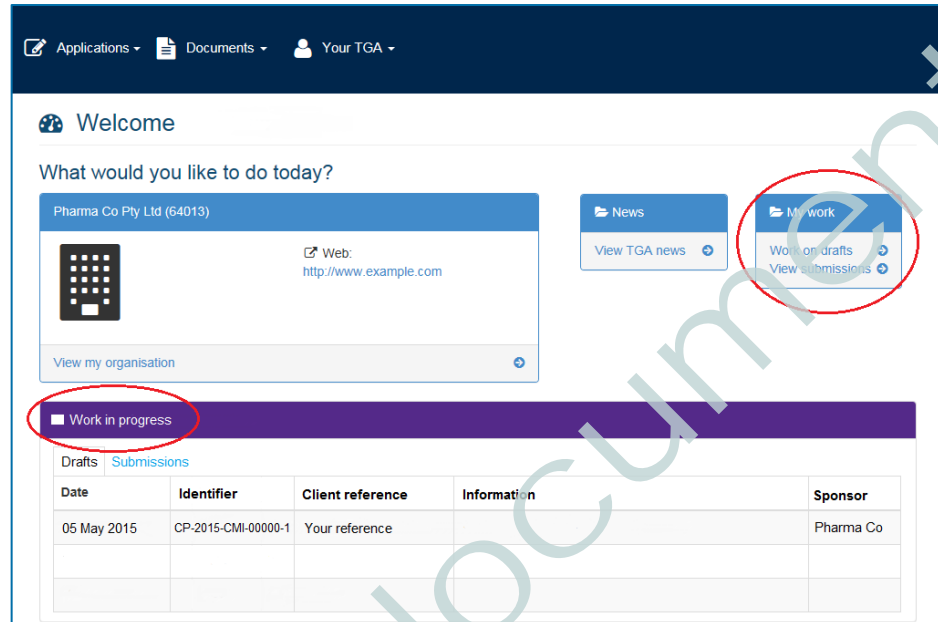 Applications Documents Your TGA
Welcome
What would you like to do today?
Pharma Co Pty Ltd (64013)
Web:
http://www.example.com
View my organisation
News
View TGA news
My work
Work on drafts
View submissions
Work in progress
Drafts Submissions
Date Identifier Client reference Information Sponsor
05 May 2015 CP-2015-CMI-00000-1 Your reference Pharma Co